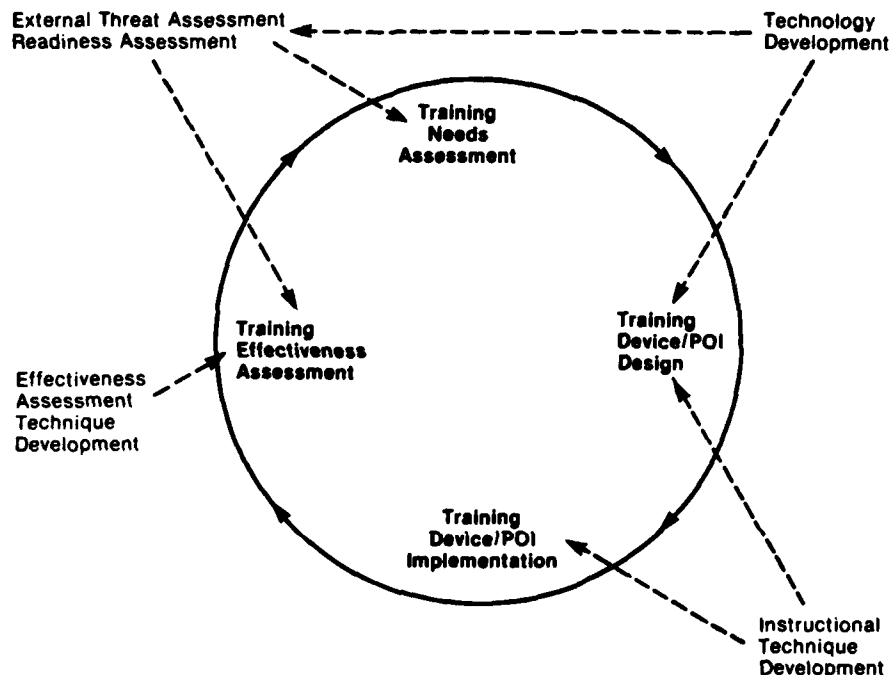 External Threat Assessment
Readiness Assessment
Technology
Development
Training
Needs
Assessment
Training
Effectiveness
Assessment
Training
Device/POI
Design
Effectiveness
Assessment
Technique
Development
Training
Device/POI
Implementation
Instructional
Technique
Development